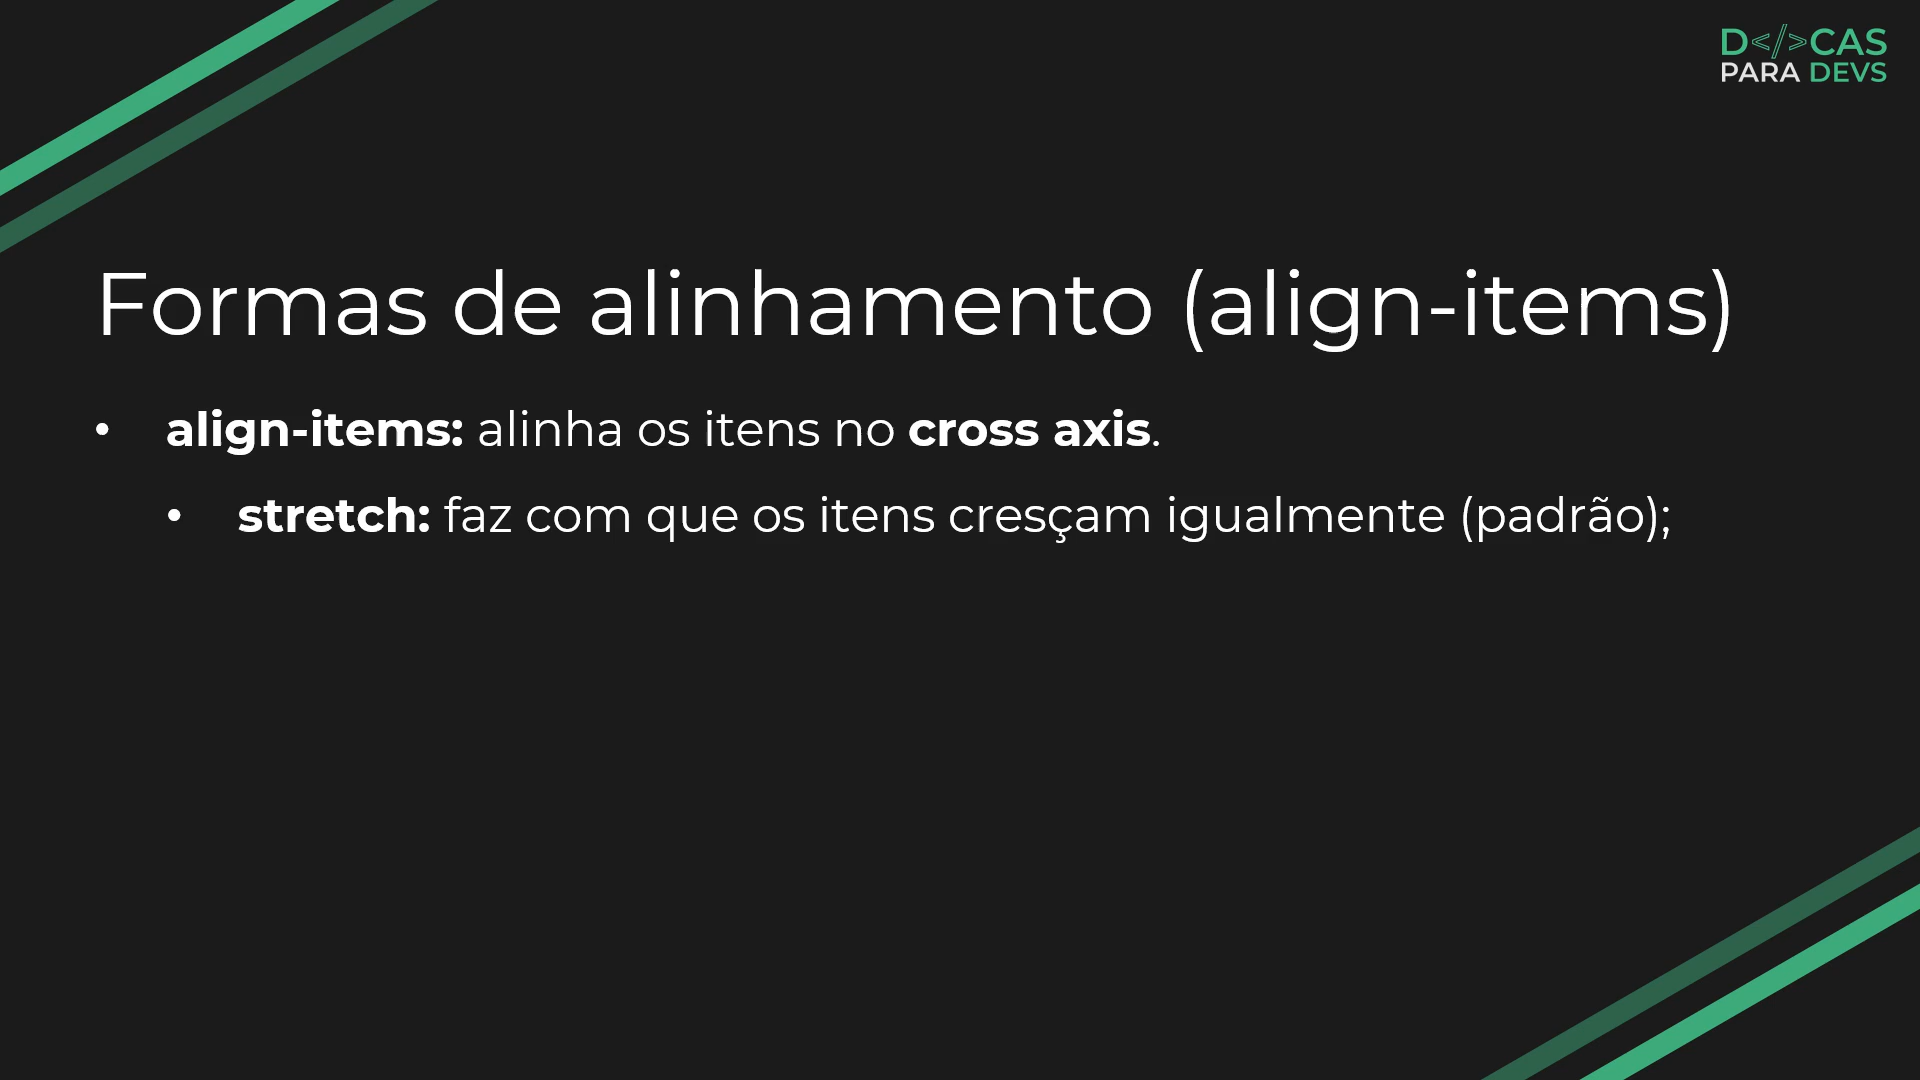 D</>CAS
PARA DEVS
Formas de alinhamento (align-items)
• align-items: alinha os itens no cross axis.
• stretch: faz com que os itens cresçam igualmente (padrão);